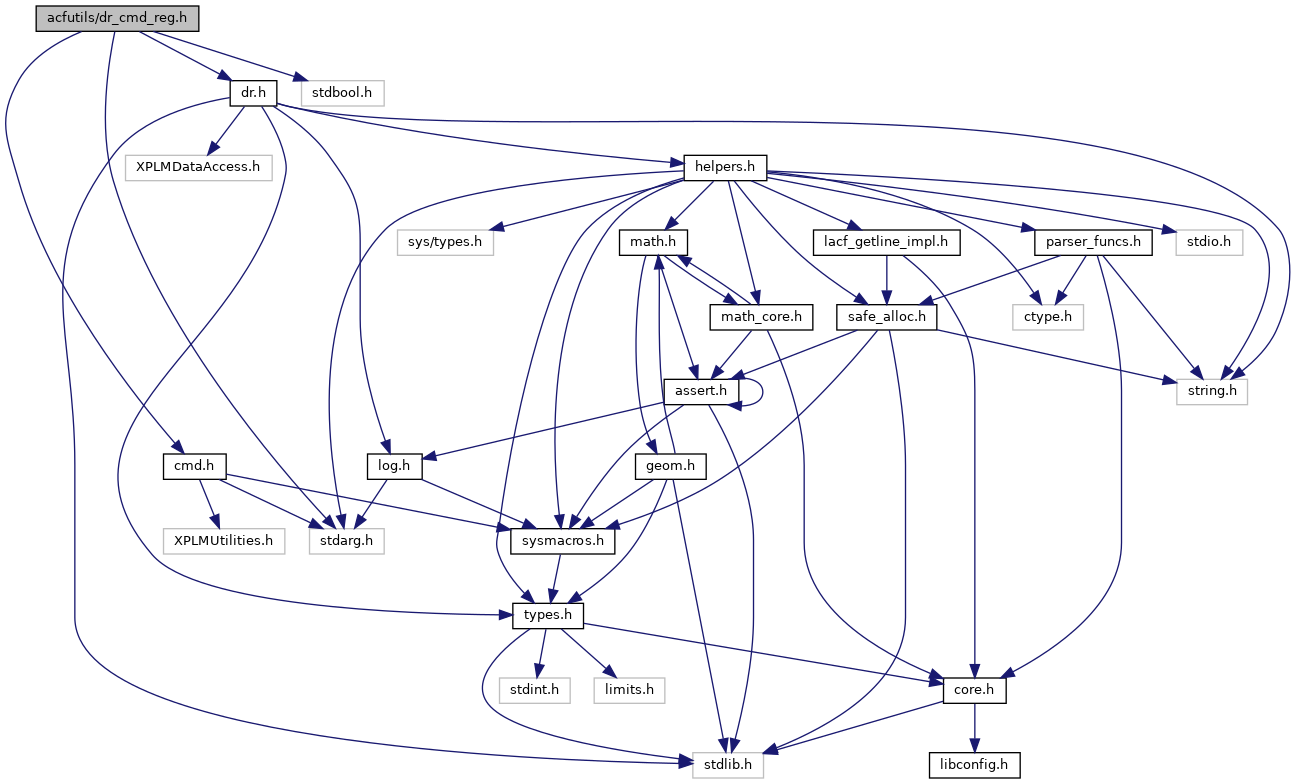 acfutils/dr_cmd_reg.h
dr.h
stdbool.h
XPLMDataAccess.h
helpers.h
sys/types.h
math.h
lacf_getline_impl.h
parser_funcs.h
stdio.h
math_core.h
safe_alloc.h
ctype.h
assert.h
string.h
cmd.h
log.h
geom.h
XPLMUtilities.h
stdarg.h
sysmacros.h
types.h
stdint.h
limits.h
core.h
stdlib.h
libconfig.h